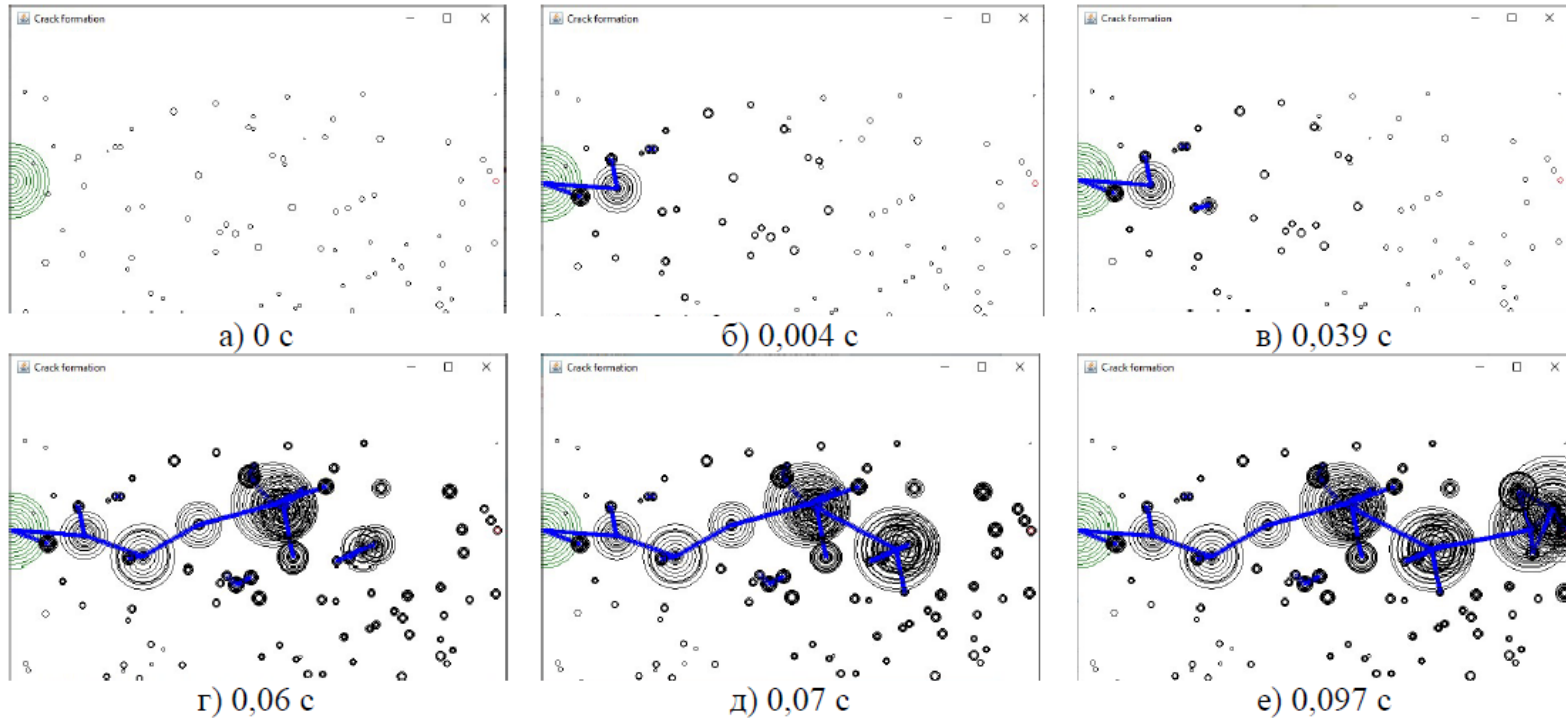 Crack formation
Crack formation
Crack formation
а) 0 с
б) 0,004 с
в) 0,039 с
Crack formation
Crack formation
Crack formation
г) 0,06 с
д) 0,07 с
е) 0,097 с